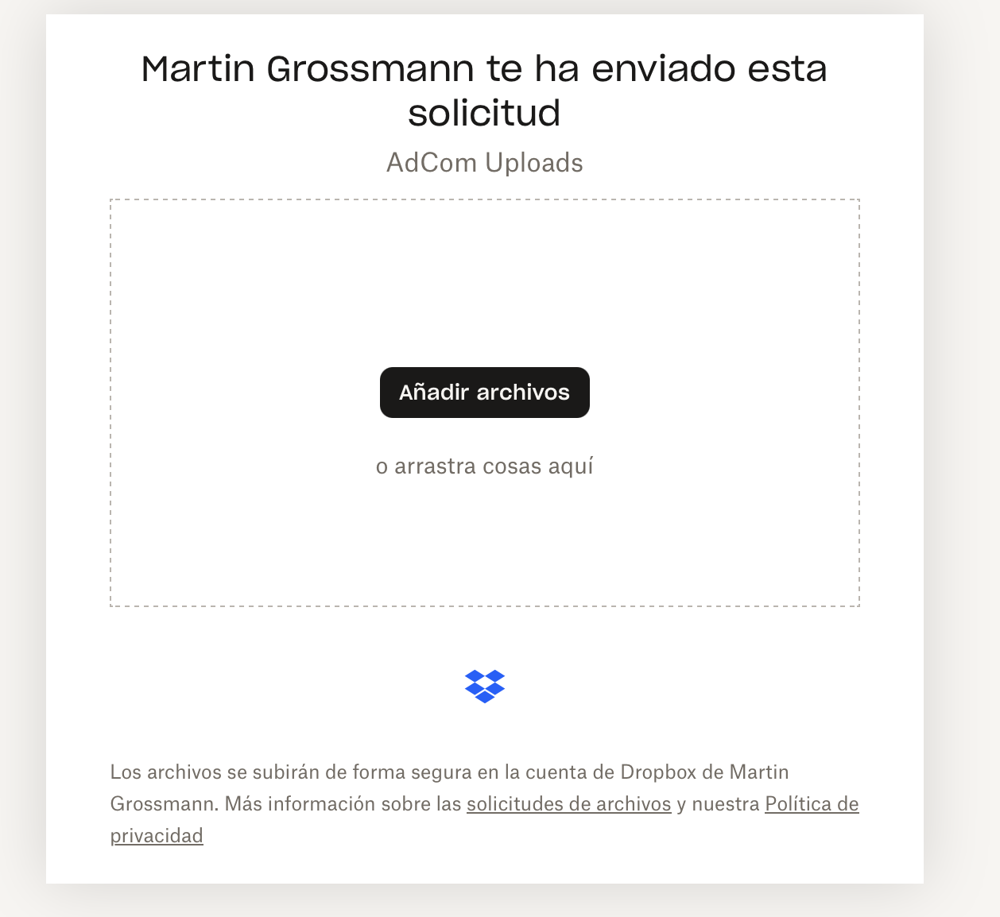 Martin Grossmann te ha enviado esta
solicitud
AdCom Uploads
Añadir archivos
o arrastra cosas aquí
Los archivos se subirán de forma segura en la cuenta de Dropbox de Martin
Grossmann. Más información sobre las solicitudes de archivos y nuestra Política de
privacidad